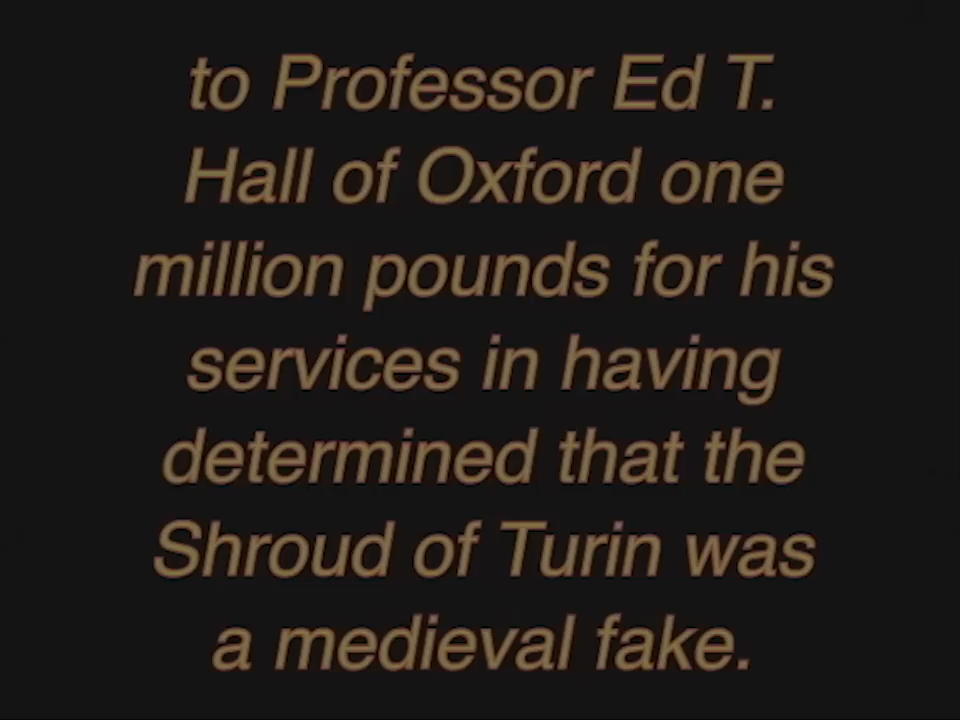 to Professor Ed T.
Hall of Oxford one
million pounds for his
services in having
determined that the
Shroud of Turin was
a medieval fake.